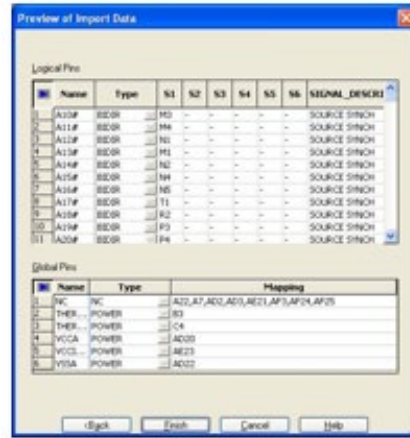 Preview of Import Data
Logical Pins
Name Type S1 S2 S3 S4 S5 S6 SIGNAL_DESCRI
1 A10# BIDIR M3 - - - - - SOURCE SYNCH
2 A11# BIDIR M4 - - - - - SOURCE SYNCH
3 A12# BIDIR N1 - - - - - SOURCE SYNCH
4 A13# BIDIR M1 - - - - - SOURCE SYNCH
5 A14# BIDIR N2 - - - - - SOURCE SYNCH
6 A15# BIDIR N4 - - - - - SOURCE SYNCH
7 A16# BIDIR N5 - - - - - SOURCE SYNCH
8 A17# BIDIR T1 - - - - - SOURCE SYNCH
9 A18# BIDIR R2 - - - - - SOURCE SYNCH
10 A19# BIDIR P3 - - - - - SOURCE SYNCH
11 A20# BIDIR P4 - - - - - SOURCE SYNCH
Global Pins
Name Type Mapping
1 NC NC A22,A7,AD2,AD3,AE21,AF3,AF24,AF25
2 THER... POWER B3
3 THER... POWER C4
4 VCCA POWER AD20
5 VCCI... POWER AE23
6 VSSA POWER AD22
<Back Finish Cancel Help